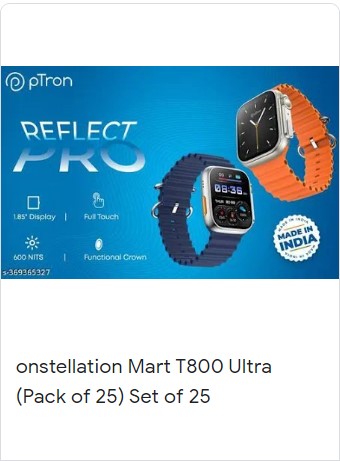 pTron
REFLECT
PRO
1.85" Display | Full Touch
600 NITS | Functional Crown
08:36
MADE IN
INDIA
s-369365327
onstellation Mart T800 Ultra
(Pack of 25) Set of 25